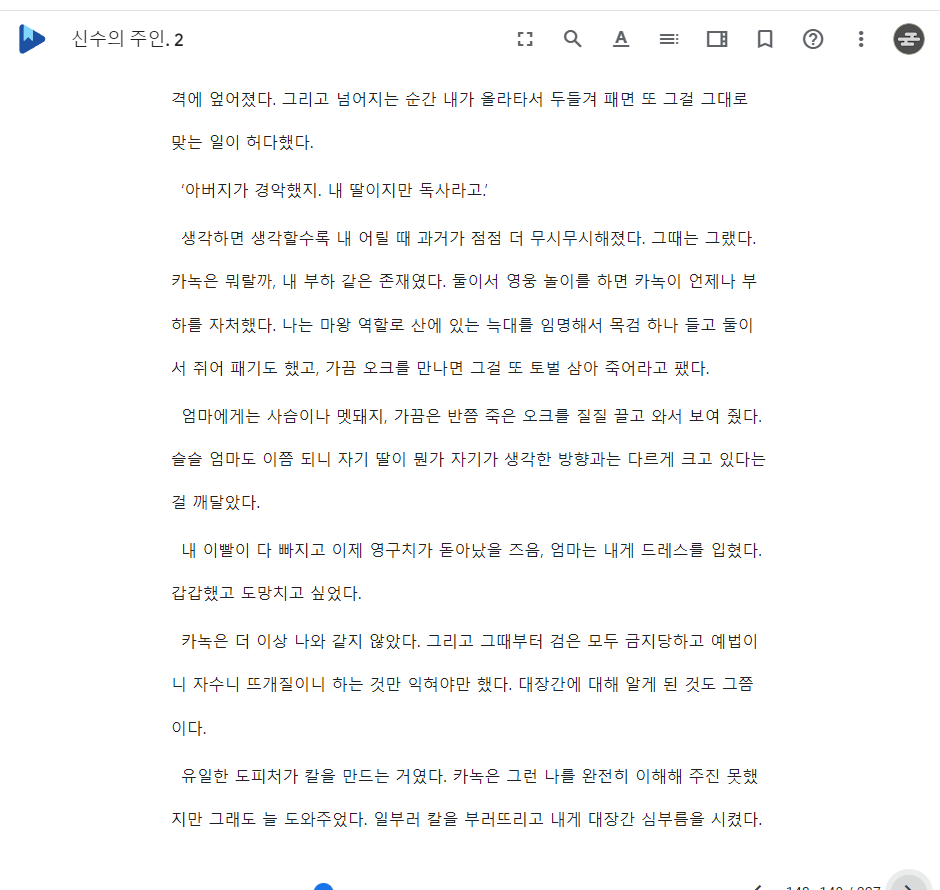 신수의 주인. 2
격에 엎어졌다. 그리고 넘어지는 순간 내가 올라타서 두들겨 패면 또 그걸 그대로
맞는 일이 허다했다.
‘아버지가 경악했지. 내 딸이지만 독사라고.’
생각하면 생각할수록 내 어릴 때 과거가 점점 더 무시무시해졌다. 그때는 그랬다.
카녹은 뭐랄까, 내 부하 같은 존재였다. 둘이서 영웅 놀이를 하면 카녹이 언제나 부
하를 자처했다. 나는 마왕 역할로 산에 있는 늑대를 임명해서 목검 하나 들고 둘이
서 쥐어 패기도 했고, 가끔 오크를 만나면 그걸 또 토벌 삼아 죽어라고 팼다.
엄마에게는 사슴이나 멧돼지, 가끔은 반쯤 죽은 오크를 질질 끌고 와서 보여 줬다.
슬슬 엄마도 이쯤 되니 자기 딸이 뭔가 자기가 생각한 방향과는 다르게 크고 있다는
걸 깨달았다.
내 이빨이 다 빠지고 이제 영구치가 돋아났을 즈음, 엄마는 내게 드레스를 입혔다.
갑갑했고 도망치고 싶었다.
카녹은 더 이상 나와 같지 않았다. 그리고 그때부터 검은 모두 금지당하고 예법이
니 자수니 뜨개질이니 하는 것만 익혀야만 했다. 대장간에 대해 알게 된 것도 그쯤
이다.
유일한 도피처가 칼을 만드는 거였다. 카녹은 그런 나를 완전히 이해해 주진 못했
지만 그래도 늘 도와주었다. 일부러 칼을 부러뜨리고 내게 대장간 심부름을 시켰다.